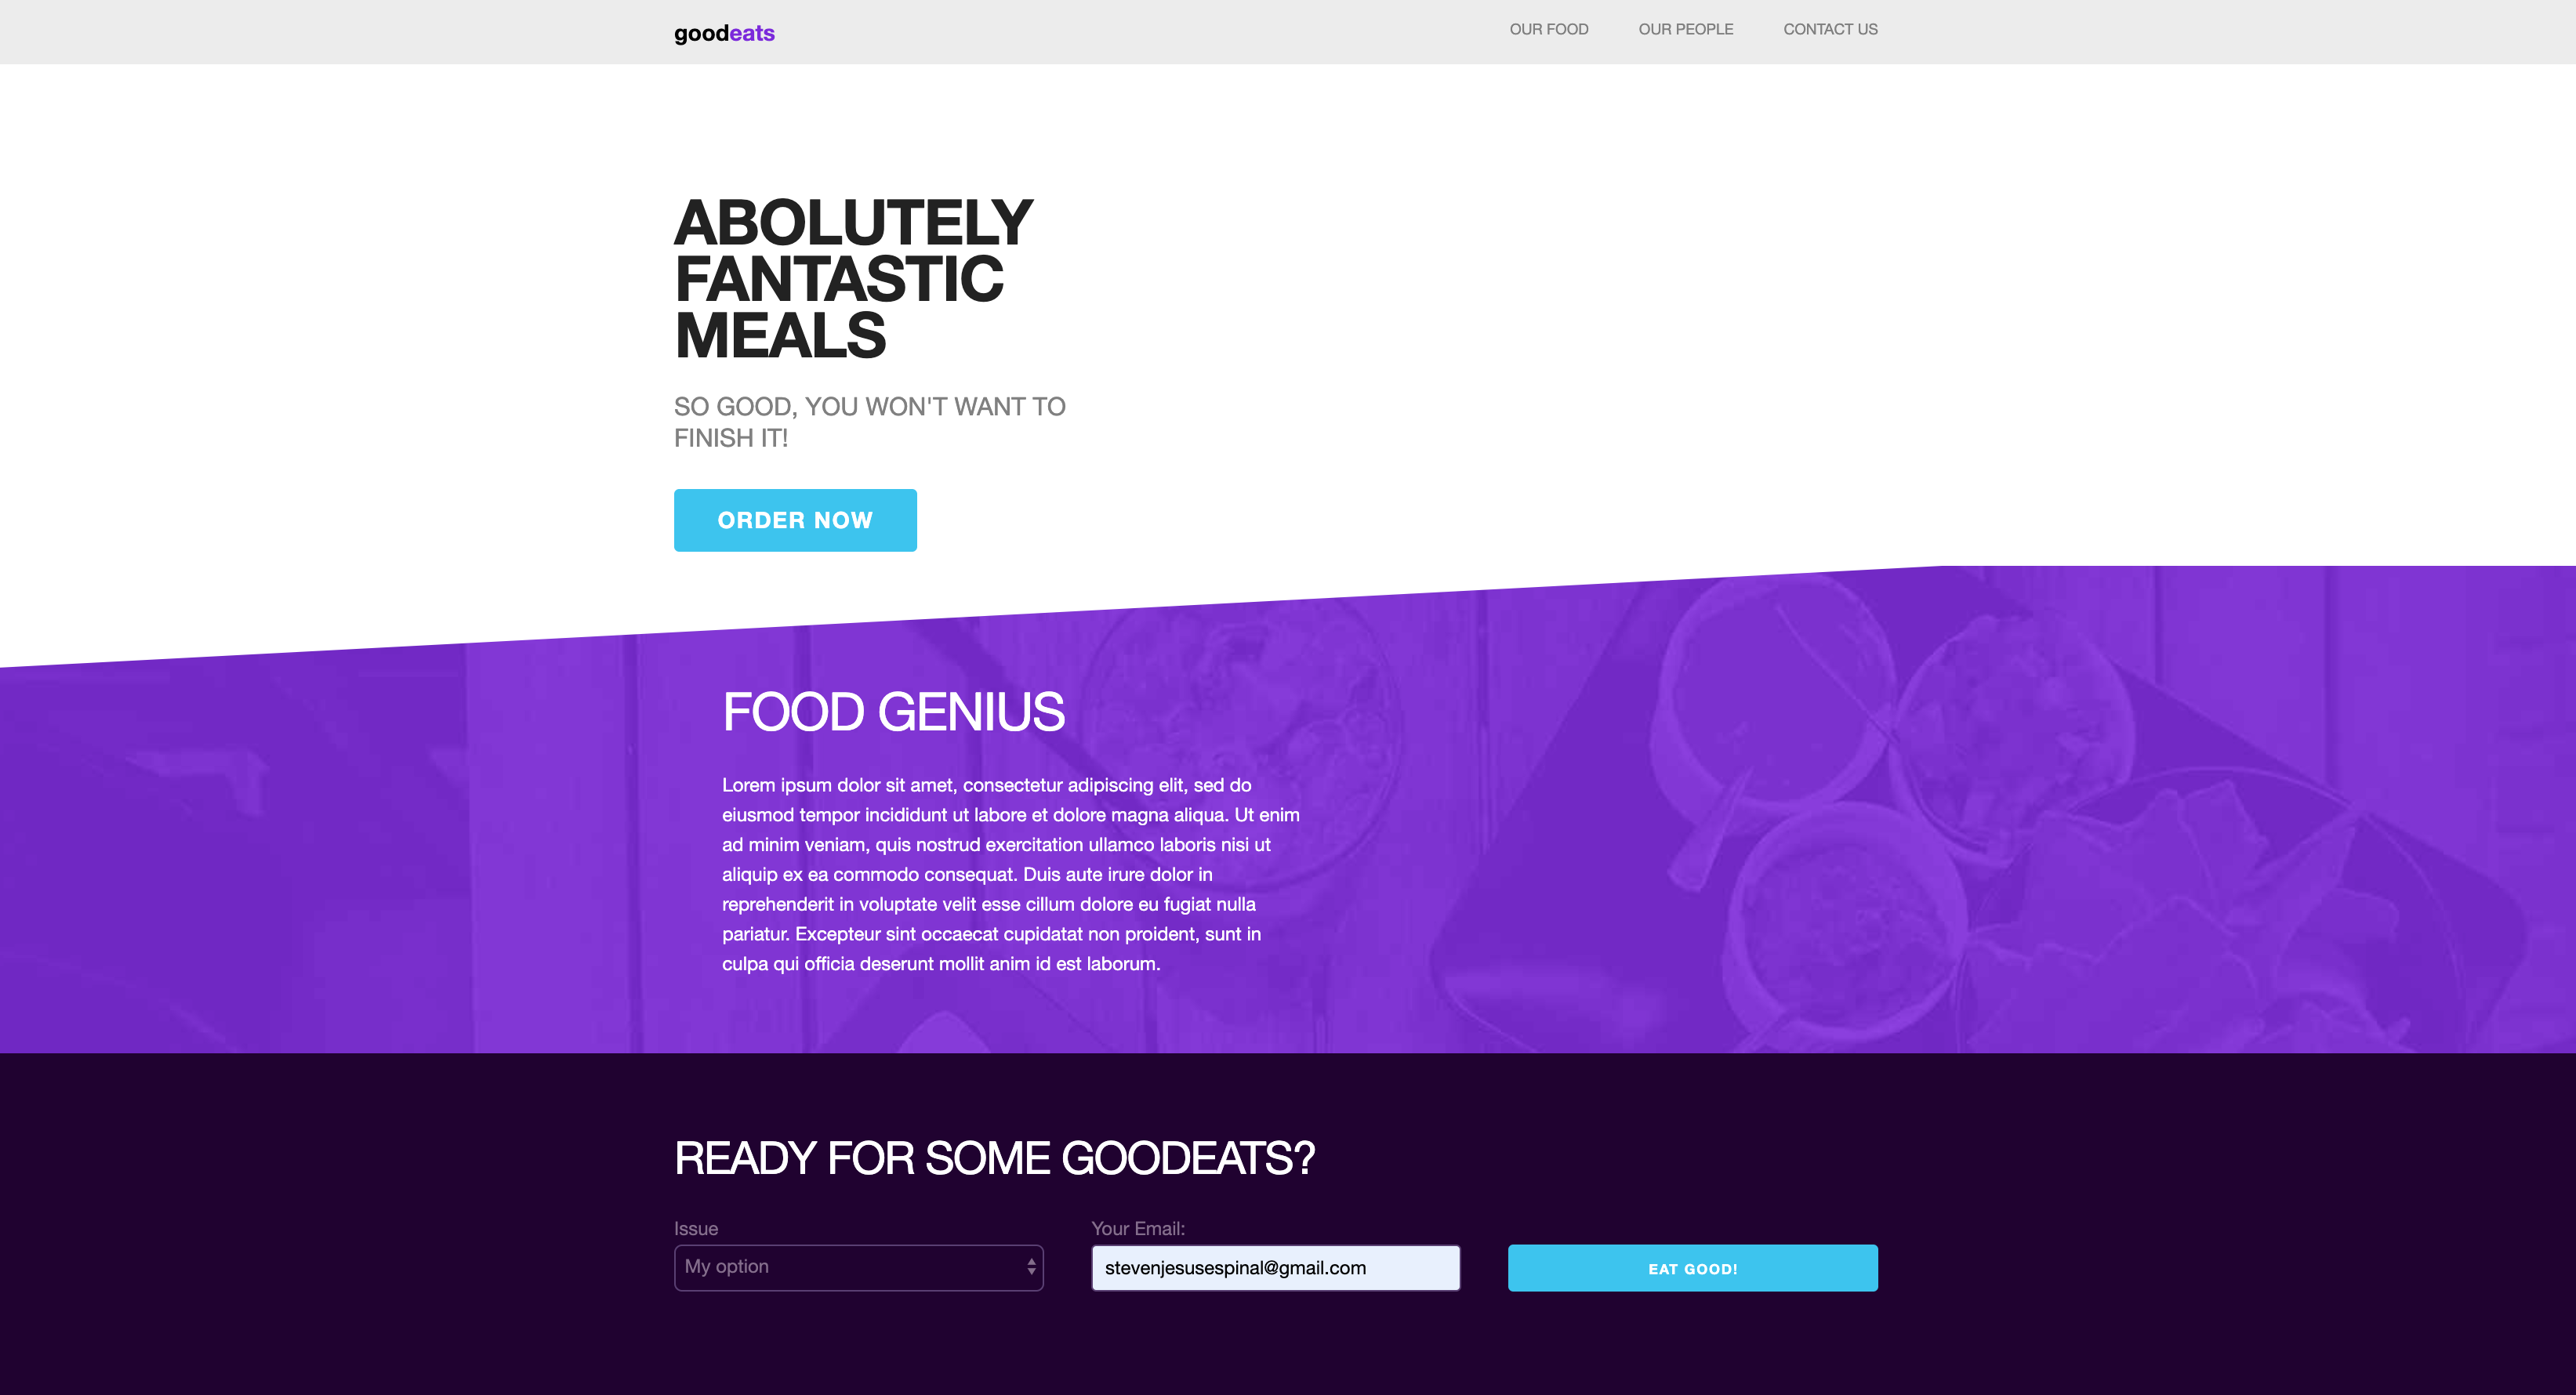 goodeats
OUR FOOD
OUR PEOPLE
CONTACT US
ABOLUTELY
FANTASTIC
MEALS
SO GOOD, YOU WON'T WANT TO
FINISH IT!
ORDER NOW
FOOD GENIUS
Lorem ipsum dolor sit amet, consectetur adipiscing elit, sed do
eiusmod tempor incididunt ut labore et dolore magna aliqua. Ut enim
ad minim veniam, quis nostrud exercitation ullamco laboris nisi ut
aliquip ex ea commodo consequat. Duis aute irure dolor in
reprehenderit in voluptate velit esse cillum dolore eu fugiat nulla
pariatur. Excepteur sint occaecat cupidatat non proident, sunt in
culpa qui officia deserunt mollit anim id est laborum.
READY FOR SOME GOODEATS?
Issue
My option
Your Email:
stevenjesusespinal@gmail.com
EAT GOOD!